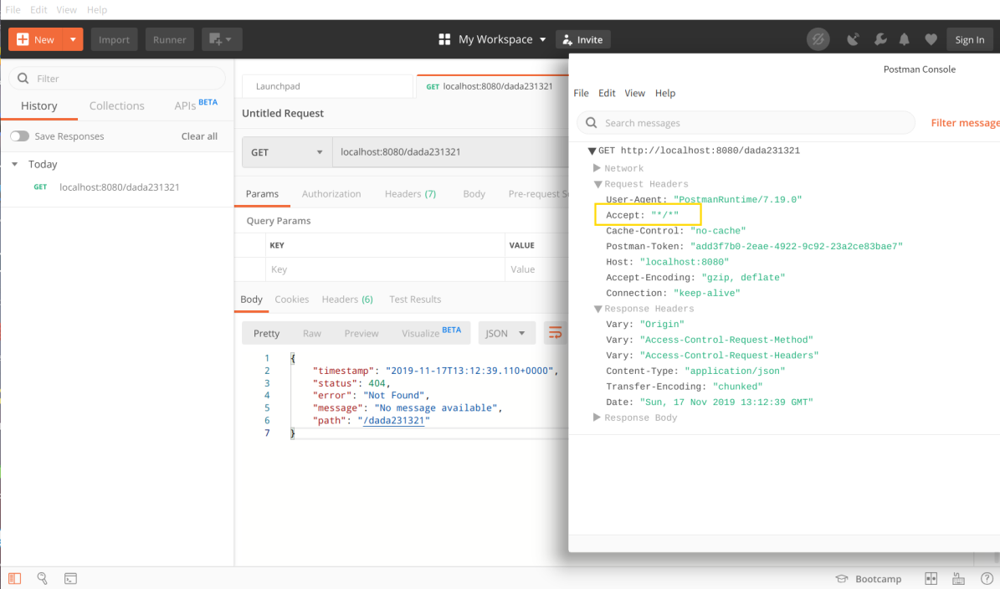 File Edit View Help
New Import Runner My Workspace Invite Sign In
Filter
History Collections APIs BETA
Save Responses Clear all
Today
GET localhost:8080/dada231321
Launchpad GET localhost:8080/dada231321
Untitled Request
GET localhost:8080/dada231321
Params Authorization Headers (7) Body Pre-request S
Query Params
KEY VALUE
Key Value
Body Cookies Headers (6) Test Results
Pretty Raw Preview Visualize BETA JSON
1 {
2 "timestamp": "2019-11-17T13:12:39.110+0000",
3 "status": 404,
4 "error": "Not Found",
5 "message": "No message available",
6 "path": "/dada231321"
7 }
Postman Console
File Edit View Help
Search messages Filter message
GET http://localhost:8080/dada231321
Network
Request Headers
User-Agent: "PostmanRuntime/7.19.0"
Accept: "*/*"
Cache-Control: "no-cache"
Postman-Token: "add3f7b0-2eae-4922-9c92-23a2ce83bae7"
Host: "localhost:8080"
Accept-Encoding: "gzip, deflate"
Connection: "keep-alive"
Response Headers
Vary: "Origin"
Vary: "Access-Control-Request-Method"
Vary: "Access-Control-Request-Headers"
Content-Type: "application/json"
Transfer-Encoding: "chunked"
Date: "Sun, 17 Nov 2019 13:12:39 GMT"
Response Body
Bootcamp